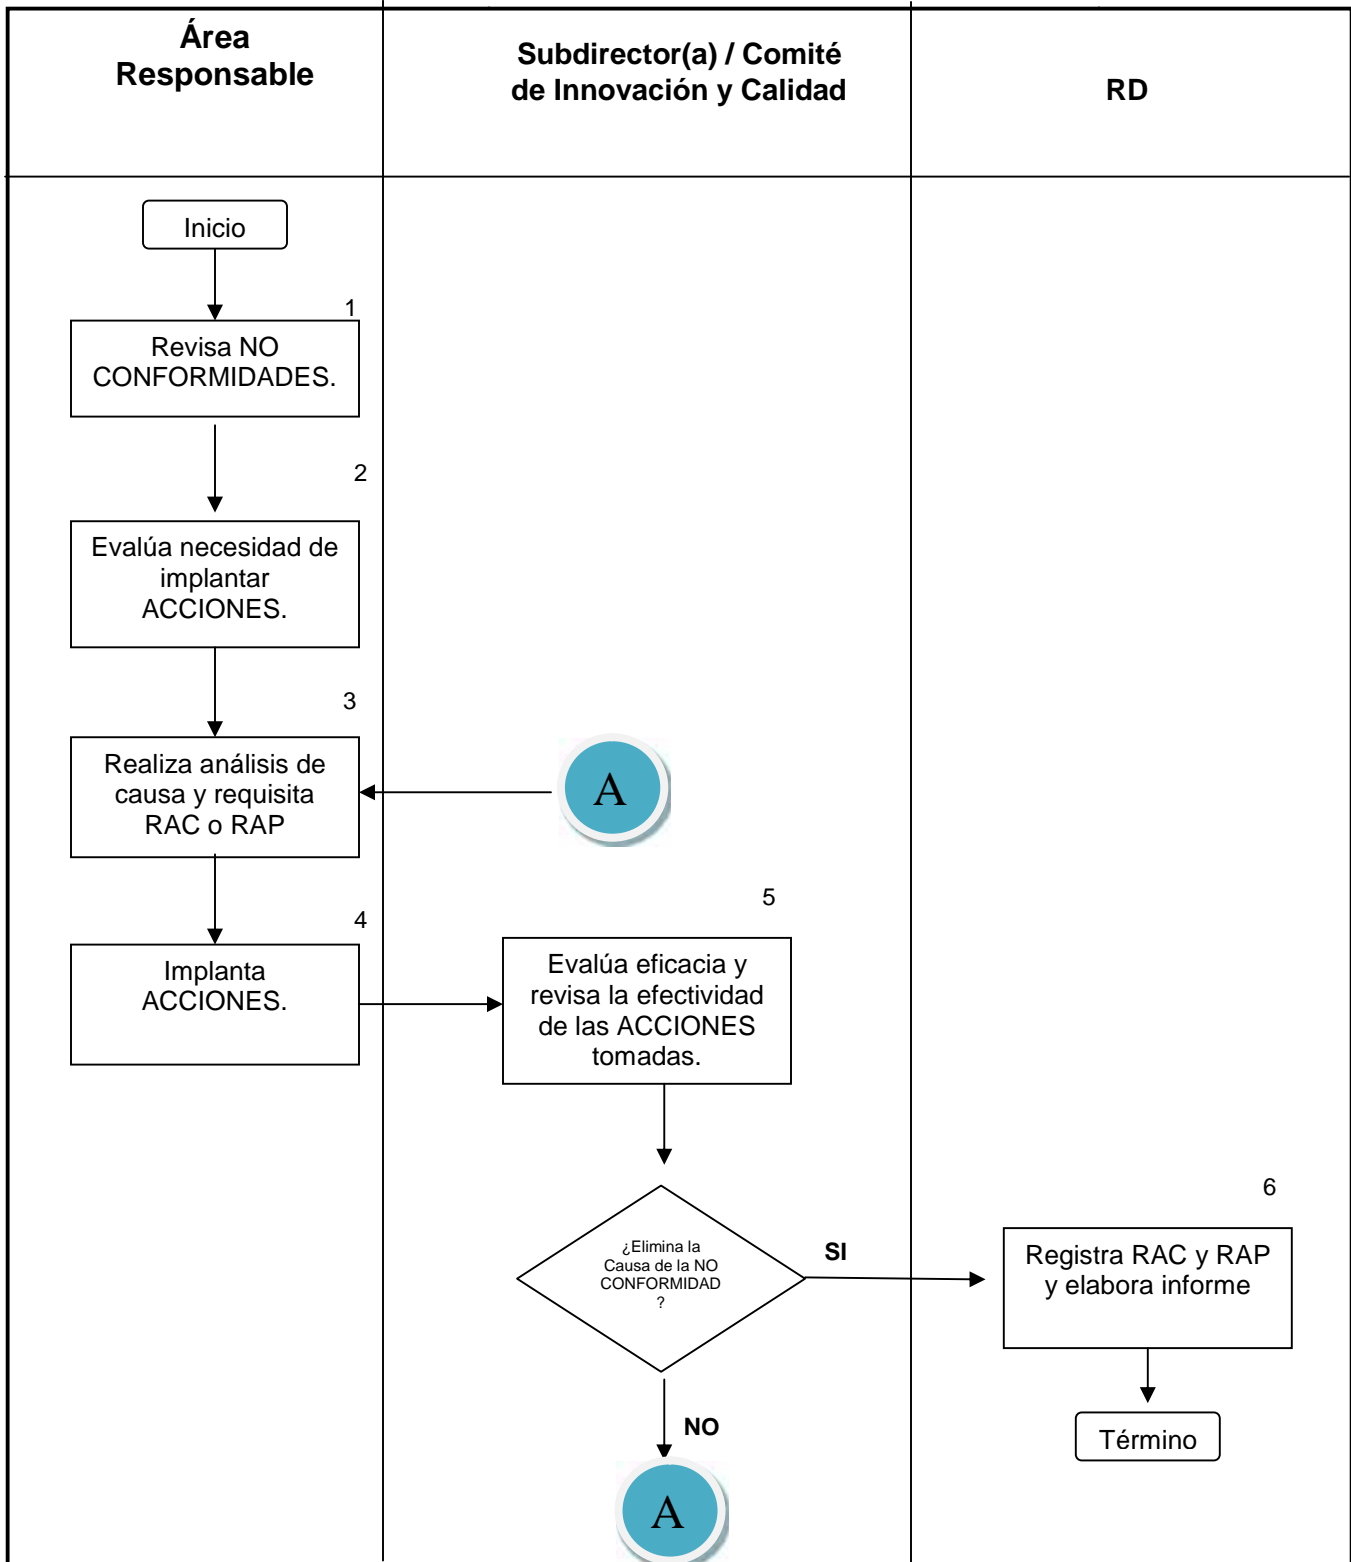 Área
Responsable
Subdirector(a) / Comité
de Innovación y Calidad
RD
Inicio
1
Revisa NO
CONFORMIDADES.
2
Evalúa necesidad de
implantar
ACCIONES.
3
Realiza análisis de
causa y requisita
RAC o RAP
A
4
Implanta
ACCIONES.
5
Evalúa eficacia y
revisa la efectividad
de las ACCIONES
tomadas.
¿Elimina la
Causa de la NO
CONFORMIDAD
?
SI
6
Registra RAC y RAP
y elabora informe
NO
Término
A